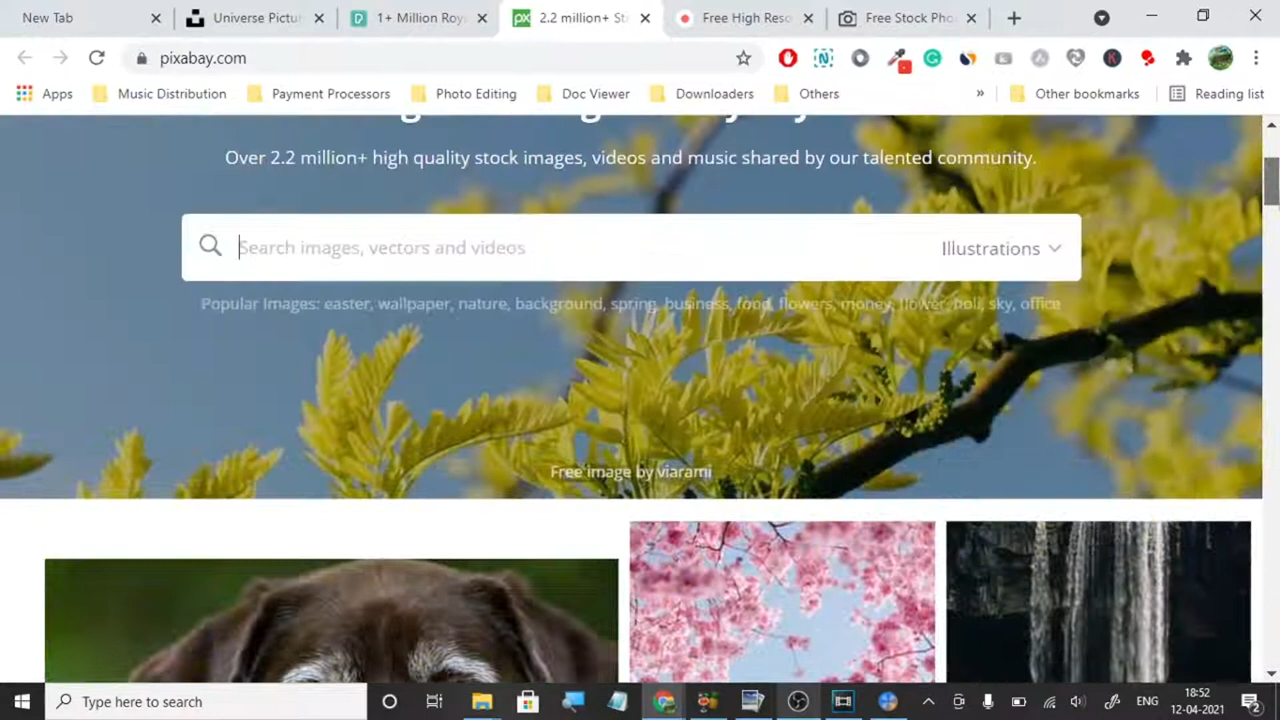 New Tab
Universe Pictu
1+ Million Roy
px
2.2 million+ St
Free High Reso
Free Stock Pho
pixabay.com
Apps
Music Distribution
Payment Processors
Photo Editing
Doc Viewer
Downloaders
Others
»
Other bookmarks
Reading list
Over 2.2 million+ high quality stock images, videos and music shared by our talented community.
Search images, vectors and videos
Illustrations
Popular Images: easter, wallpaper, nature, background, spring, business, food, flowers, money, flower, holi, sky, office
Free image by viarami
Type here to search
ENG
18:52
12-04-2021
2